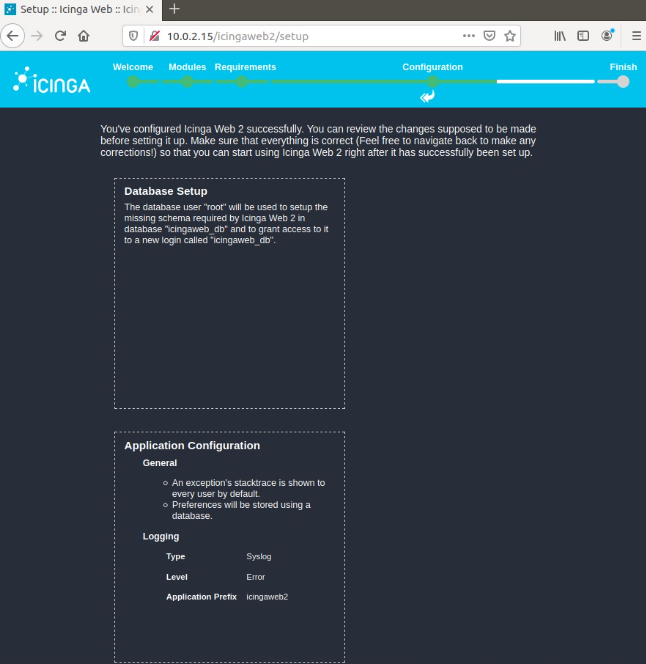 Setup :: Icinga Web :: Icin
10.0.2.15/icingaweb2/setup
ICINGA
Welcome Modules Requirements Configuration Finish
You've configured Icinga Web 2 successfully. You can review the changes supposed to be made
before setting it up. Make sure that everything is correct (Feel free to navigate back to make any
corrections!) so that you can start using Icinga Web 2 right after it has successfully been set up.
Database Setup
The database user "root" will be used to setup the
missing schema required by Icinga Web 2 in
database "icingaweb_db" and to grant access to it
to a new login called "icingaweb_db".
Application Configuration
General
An exception's stacktrace is shown to
every user by default.
Preferences will be stored using a
database.
Logging
Type Syslog
Level Error
Application Prefix icingaweb2